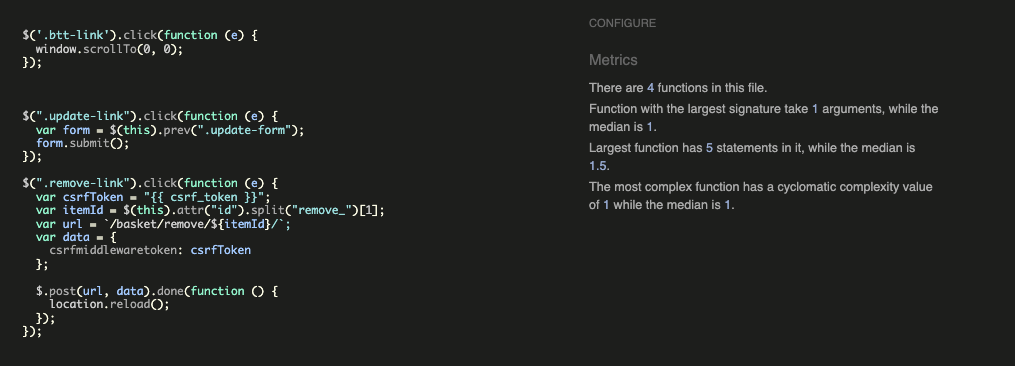 $('.btt-link').click(function (e) {
  window.scrollTo(0, 0);
});
$(".update-link").click(function (e) {
  var form = $(this).prev(".update-form");
  form.submit();
});
$(".remove-link").click(function (e) {
  var csrfToken = "{{ csrf_token }}";
  var itemId = $(this).attr("id").split("remove_")[1];
  var url = `/basket/remove/${itemId}/`;
  var data = {
    csrfmiddlewaretoken: csrfToken
  };
  $.post(url, data).done(function () {
    location.reload();
  });
});
CONFIGURE
Metrics
There are 4 functions in this file.
Function with the largest signature take 1 arguments, while the
median is 1.
Largest function has 5 statements in it, while the median is
1.5.
The most complex function has a cyclomatic complexity value
of 1 while the median is 1.